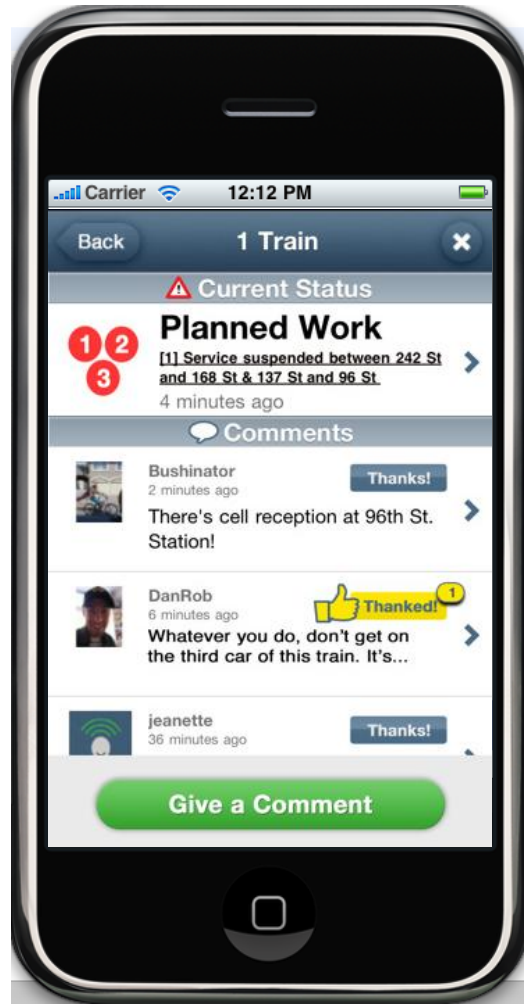 Carrier 12:12 PM
Back 1 Train
Current Status
1 2
3
Planned Work
[1] Service suspended between 242 St
and 168 St & 137 St and 96 St
4 minutes ago
Comments
Bushinator
2 minutes ago
Thanks!
There's cell reception at 96th St.
Station!
DanRob
6 minutes ago
Thanked! 1
Whatever you do, don't get on
the third car of this train. It's...
jeanette
36 minutes ago
Thanks!
Give a Comment